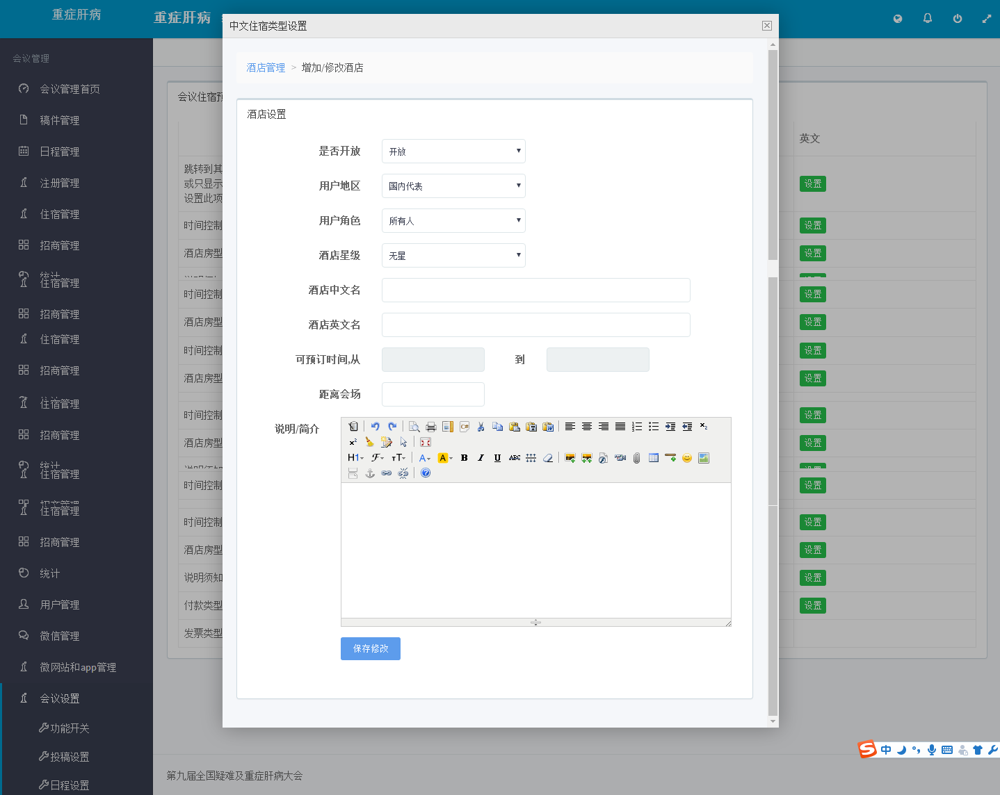 重症肝病
重症肝病
中文住宿类型设置
酒店管理 > 增加/修改酒店
酒店设置
是否开放 开放
用户地区 国内代表
用户角色 所有人
酒店星级 无星
酒店中文名
酒店英文名
可预订时间,从 到
距离会场
说明/简介
保存修改
会议管理
会议管理首页
稿件管理
日程管理
注册管理
住宿管理
招商管理
统计
住宿管理
招商管理
住宿管理
招商管理
住宿管理
招商管理
统计
住宿管理
招商管理
住宿管理
招商管理
统计
用户管理
微信管理
微网站和app管理
会议设置
功能开关
投稿设置
日程设置
会议住宿预
英文
跳转到其
或只显示
设置此项
设置
时间控制 设置
酒店房型 设置
时间控制 设置
酒店房型 设置
时间控制 设置
酒店房型 设置
时间控制 设置
酒店房型 设置
说明须知 设置
时间控制 设置
时间控制 设置
酒店房型 设置
说明须知 设置
付款类型 设置
发票类型
第九届全国疑难及重症肝病大会
中